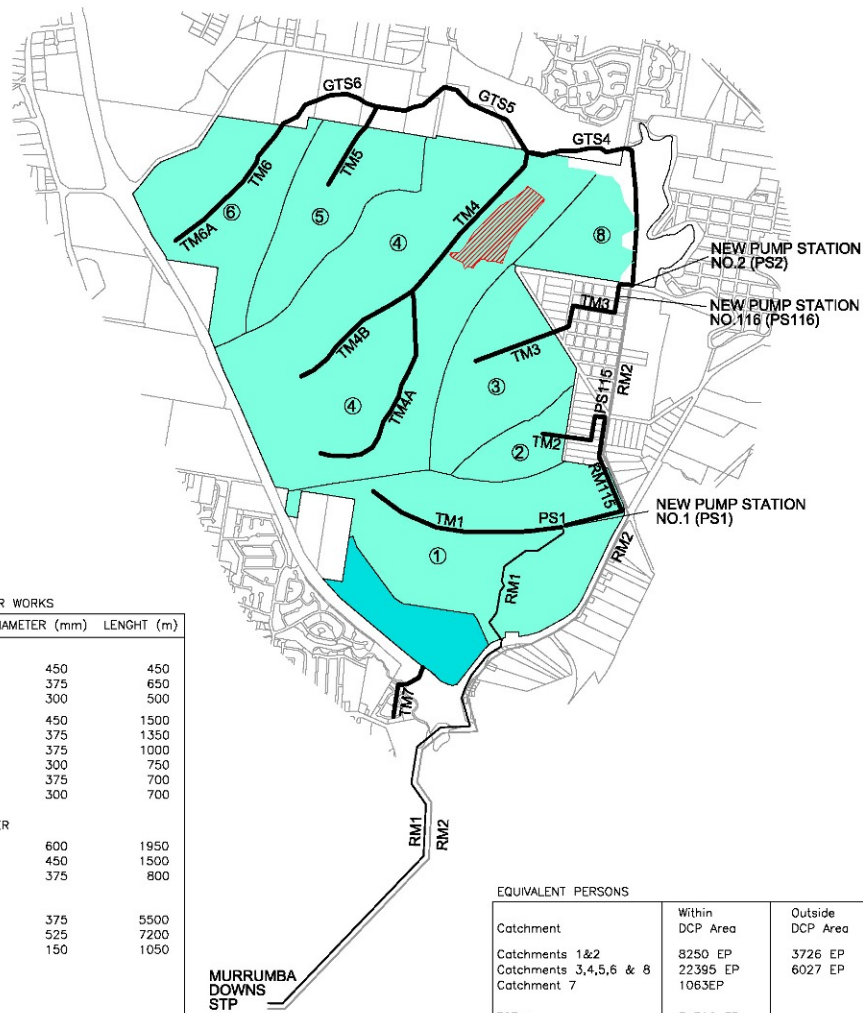 GTS6
GTS5
GTS4
TM6
TM5
TM4
TM6A
⑥
⑤
④
⑧
NEW PUMP STATION
NO.2 (PS2)
NEW PUMP STATION
NO.116 (PS116)
TM3
TM3
TM4B
TM4A
③
④
PS115
RM2
TM2
②
RM115
NEW PUMP STATION
NO.1 (PS1)
TM1
PS1
①
RM1
RM2
TM7
RM1
RM2
MURRUMBA
DOWNS
STP
WORKS
(mm) LENGHT (m)
450 450
375 650
300 500
450 1500
375 1350
375 1000
300 750
375 700
300 700
600 1950
450 1500
375 800
375 5500
525 7200
150 1050
EQUIVALENT PERSONS
Catchment Within DCP Area Outside DCP Area
Catchments 1&2 8250 EP 3726 EP
Catchments 3,4,5,6 & 8 22395 EP 6027 EP
Catchment 7 1063EP